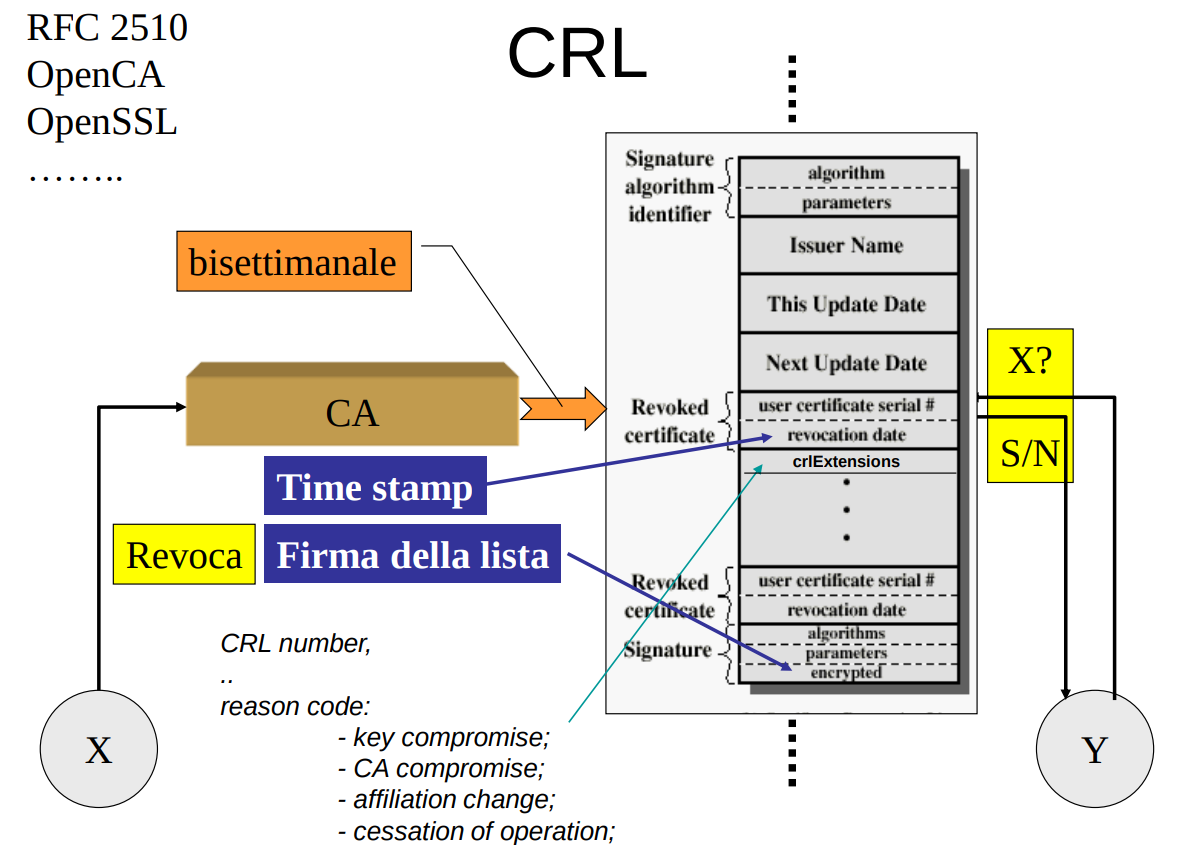 RFC 2510
OpenCA
OpenSSL
……..
CRL
bisettimanale
CA
Time stamp
Revoca
Firma della lista
CRL number,
..
reason code:
- key compromise;
- CA compromise;
- affiliation change;
- cessation of operation;
X
Signature
algorithm
identifier
algorithm
parameters
Issuer Name
This Update Date
Next Update Date
Revoked
certificate
user certificate serial #
revocation date
crlExtensions
Revoked
certificate
user certificate serial #
revocation date
Signature
algorithms
parameters
encrypted
X?
S/N
Y